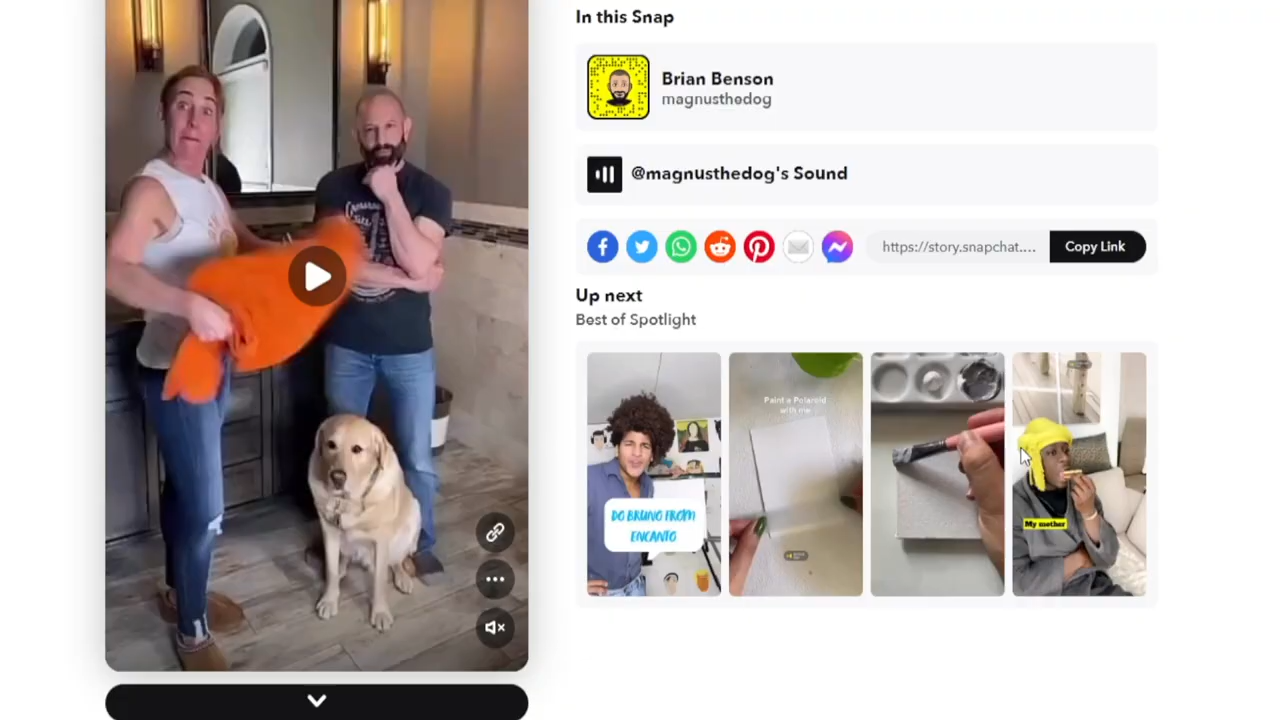 In this Snap
Brian Benson
magnusthedog
@magnusthedog's Sound
https://story.snapchat....
Copy Link
Up next
Best of Spotlight
DO BRUNO FROM
ENCANTO
Paint a Polaroid
with me
My mother